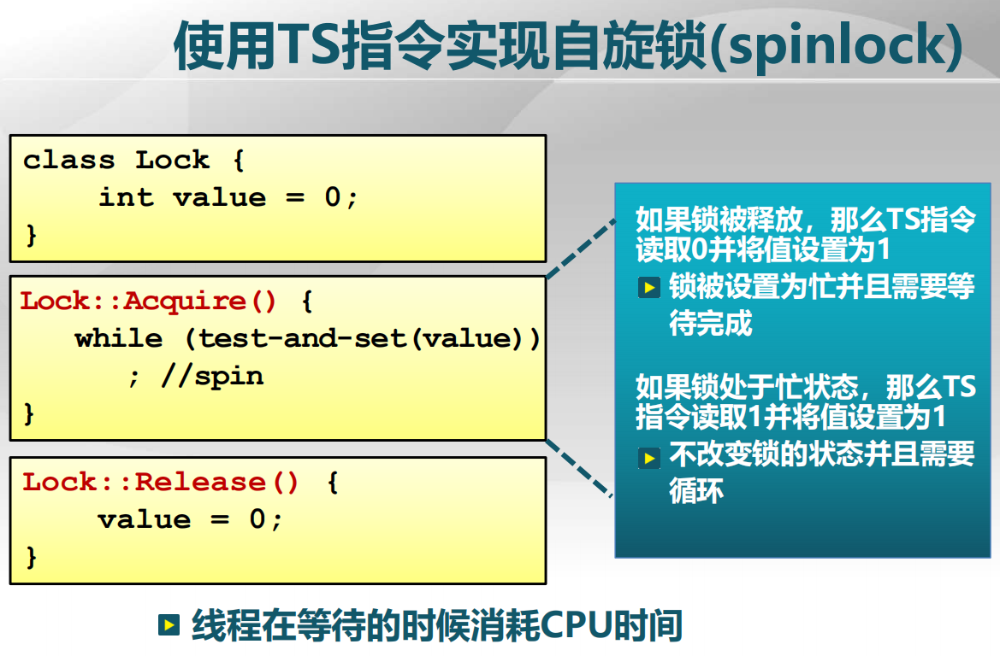 使用TS指令实现自旋锁(spinlock)
class Lock {
    int value = 0;
}
Lock::Acquire() {
   while (test-and-set(value))
      ; //spin
}
Lock::Release() {
    value = 0;
}
如果锁被释放，那么TS指令
读取0并将值设置为1
锁被设置为忙并且需要等
待完成
如果锁处于忙状态，那么TS
指令读取1并将值设置为1
不改变锁的状态并且需要
循环
线程在等待的时候消耗CPU时间